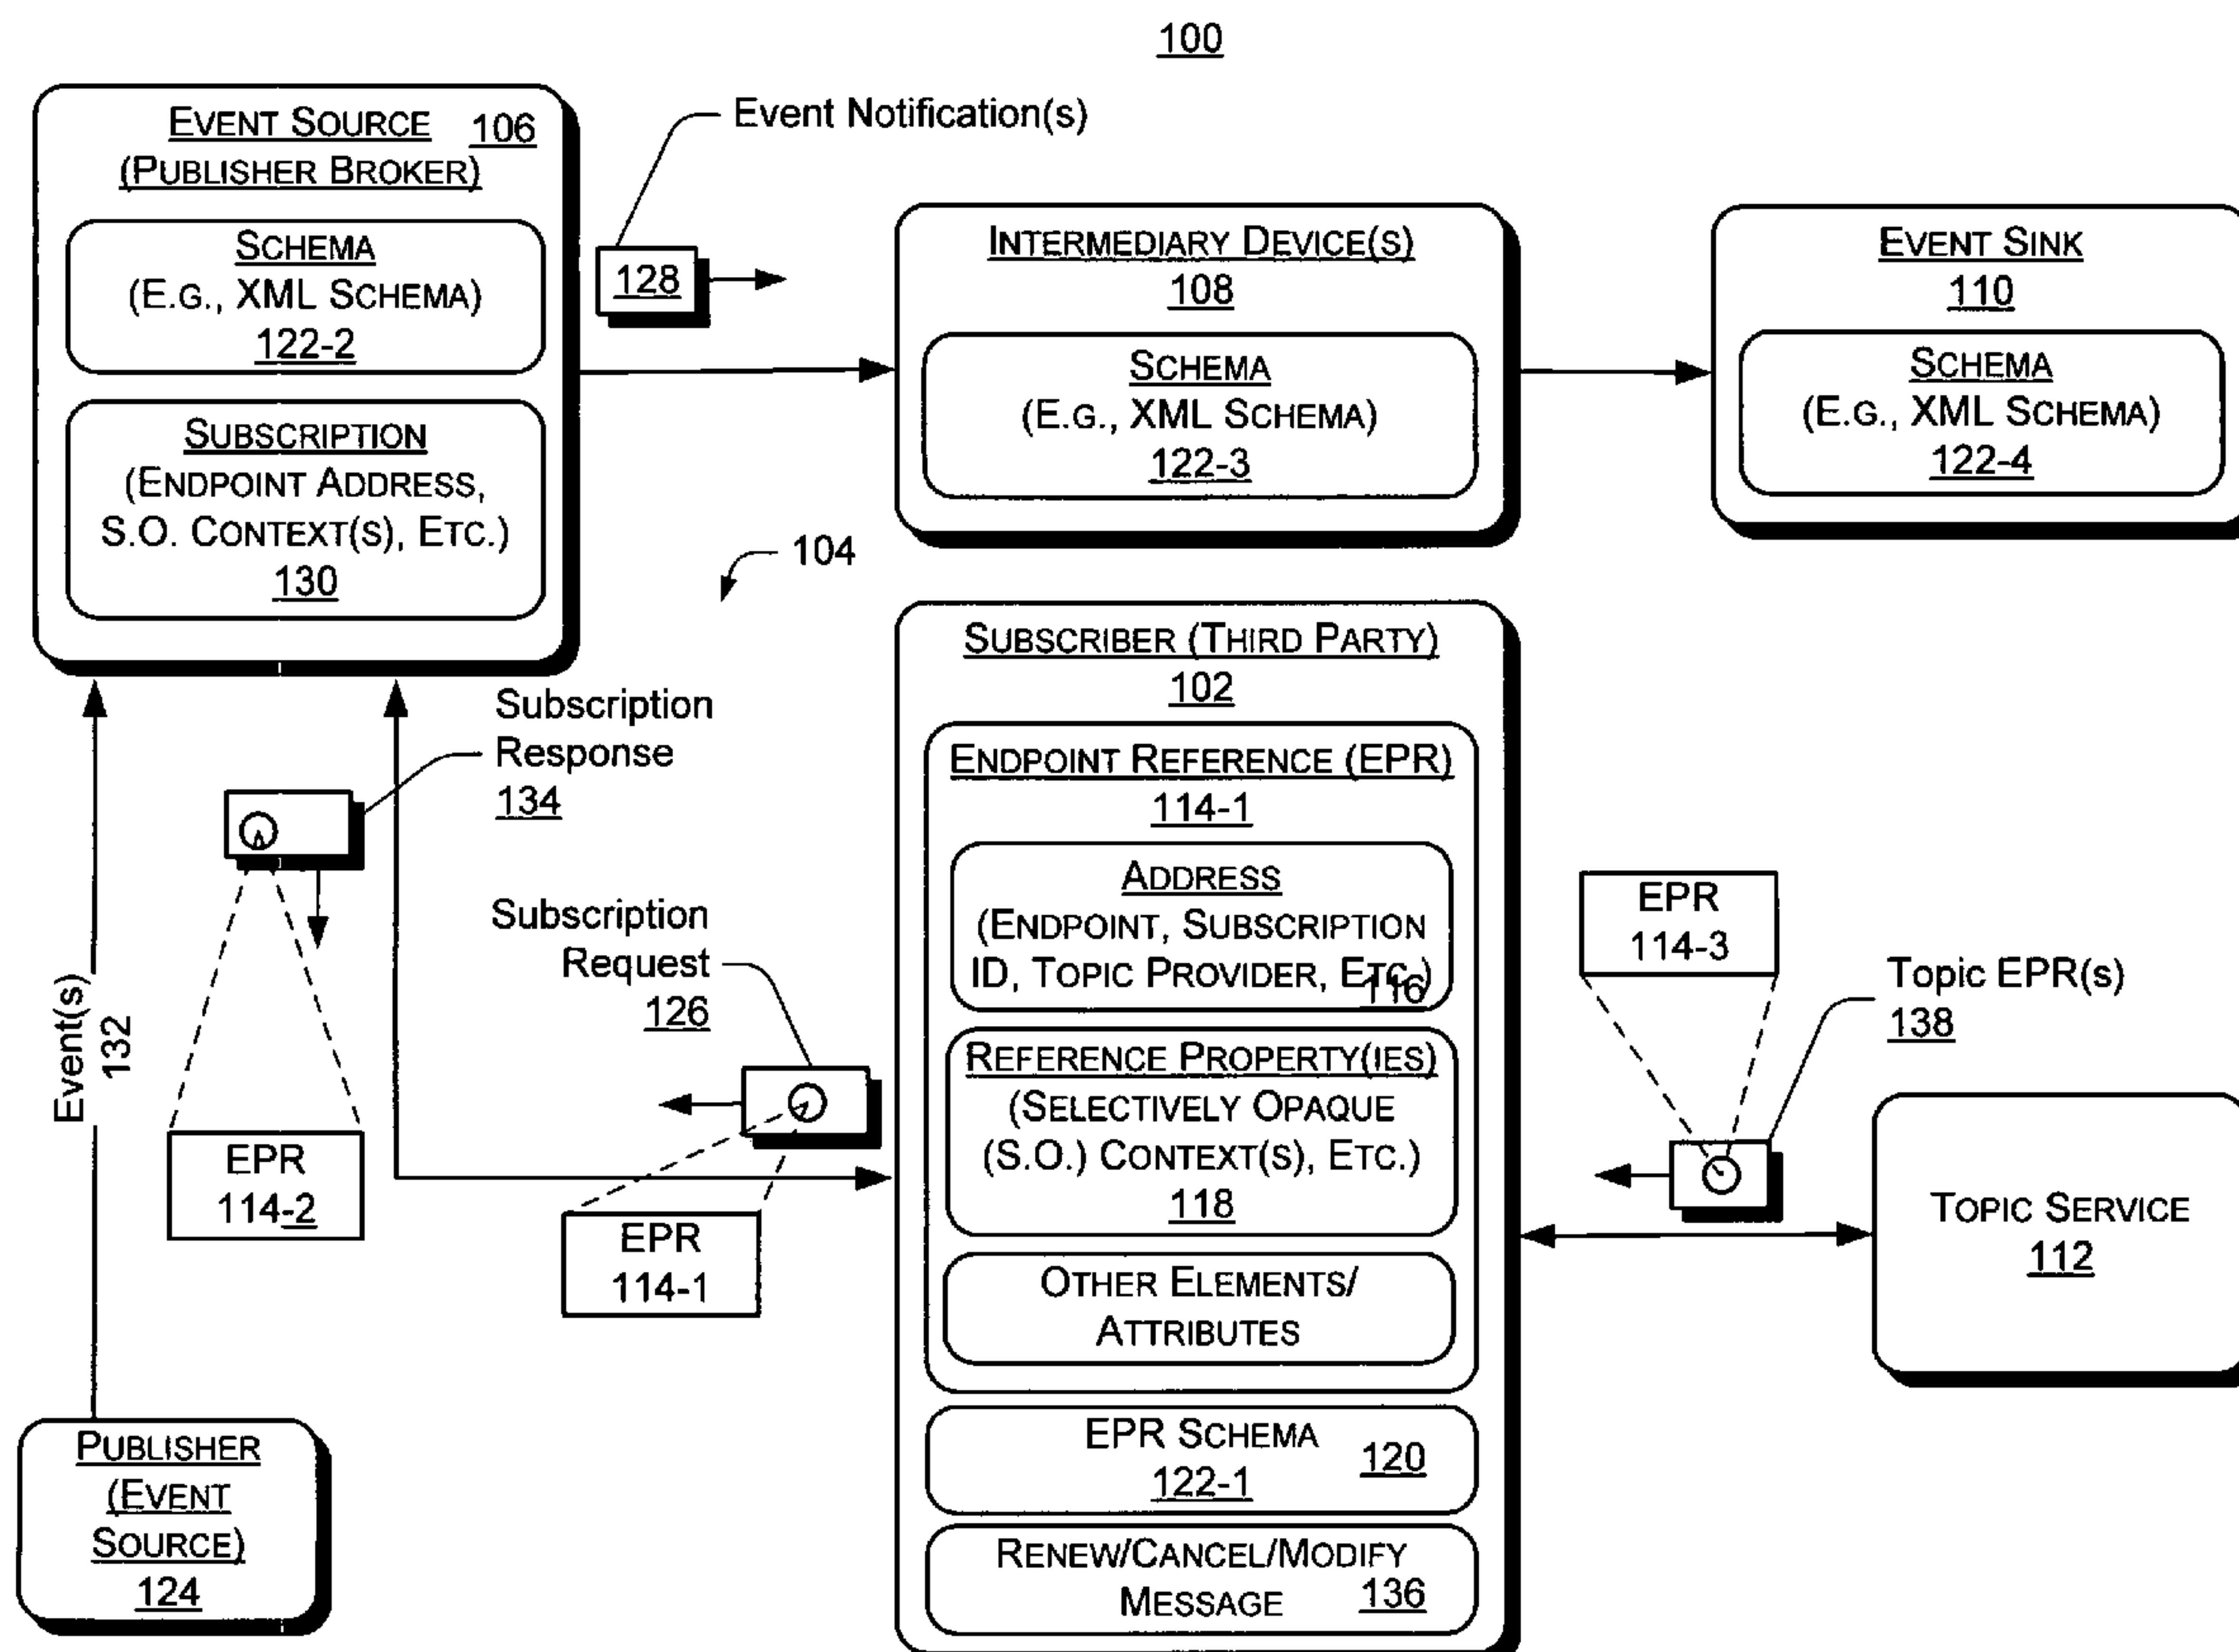 100
EVENT SOURCE 106
(PUBLISHER BROKER)
SCHEMA
(E.G., XML SCHEMA)
122-2
SUBSCRIPTION
(ENDPOINT ADDRESS,
S.O. CONTEXT(S), ETC.)
130
Event Notification(s)
128
INTERMEDIARY DEVICE(S)
108
SCHEMA
(E.G., XML SCHEMA)
122-3
EVENT SINK
110
SCHEMA
(E.G., XML SCHEMA)
122-4
104
Subscription
Response
134
EPR
114-2
Event(s)
132
Subscription
Request
126
EPR
114-1
PUBLISHER
(EVENT
SOURCE)
124
SUBSCRIBER (THIRD PARTY)
102
ENDPOINT REFERENCE (EPR)
114-1
ADDRESS
(ENDPOINT, SUBSCRIPTION
ID, TOPIC PROVIDER, ETC.)
116
REFERENCE PROPERTY(IES)
(SELECTIVELY OPAQUE
(S.O.) CONTEXT(S), ETC.)
118
OTHER ELEMENTS/
ATTRIBUTES
EPR SCHEMA 120
122-1
RENEW/CANCEL/MODIFY
MESSAGE 136
EPR
114-3
Topic EPR(s)
138
TOPIC SERVICE
112